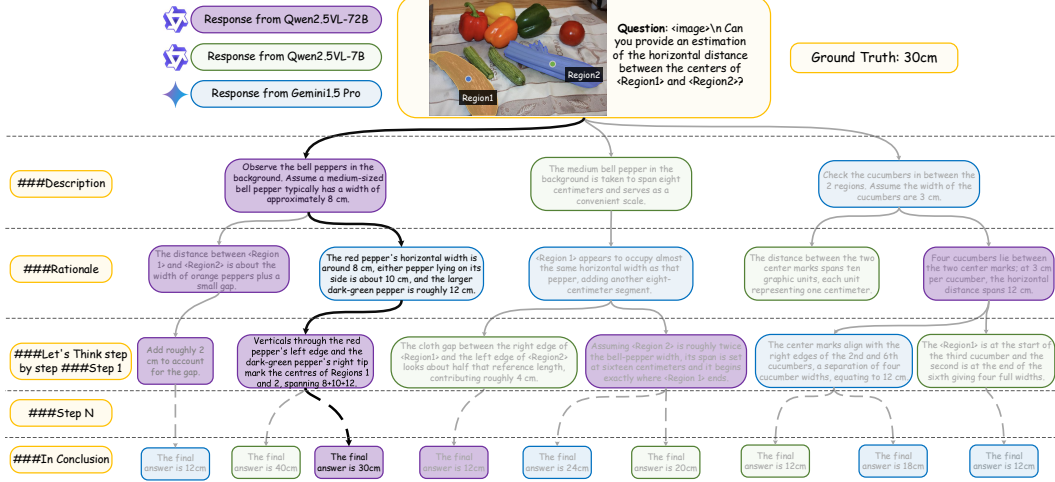 Response from Qwen2.5VL-72B
Response from Qwen2.5VL-7B
Response from Gemini1.5 Pro
Region1
Region2
Question: <image>\n Can
you provide an estimation
of the horizontal distance
between the centers of
<Region1> and <Region2>?
Ground Truth: 30cm
###Description
Observe the bell peppers in the
background. Assume a medium-sized
bell pepper typically has a width of
approximately 8 cm.
The medium bell pepper in
the background is taken to
span eight centimeters and
serves as a convenient scale.
Check the cucumbers in between the
2 regions. Assume the width of the
cucumbers are 3 cm.
###Rationale
The distance between <Region
1> and <Region2> is about the
width of orange peppers plus a
small gap.
The red pepper's horizontal width is
around 8 cm, either pepper lying on its
side is about 10 cm, and the larger
dark-green pepper is roughly 12 cm.
<Region 1> appears to occupy almost
the same horizontal width as that
pepper, adding another eight-
centimeter segment.
The distance between the two
center marks spans ten
graphic units, each unit
representing one centimeter.
Four cucumbers lie between
the two center marks; at 3 cm
per cucumber, the horizontal
distance spans 12 cm.
###Let's Think step
by step ###Step 1
Add roughly 2
cm to account
for the gap.
Verticals through the red
pepper's left edge and the
dark-green pepper's right tip
mark the centres of Regions 1
and 2, spanning 8+10+12.
The cloth gap between the right edge of
<Region1> and the left edge of <Region2>
looks about half that reference length,
contributing roughly 4 cm.
Assuming <Region 2> is roughly twice
the bell-pepper width, its span is set
at sixteen centimeters and it begins
exactly where <Region 1> ends.
The center marks align with the
right edges of the 2nd and 6th
cucumbers, a separation of four
cucumber widths, equating to 12 cm.
The <Region1> is at the start of
the third cucumber and the
second is at the end of the
sixth giving four full widths.
###Step N
###In Conclusion
The final
answer is 12cm
The final
answer is 40cm
The final
answer is 30cm
The final
answer is 12cm
The final
answer is 24cm
The final
answer is 20cm
The final
answer is 12cm
The final
answer is 18cm
The final
answer is 12cm